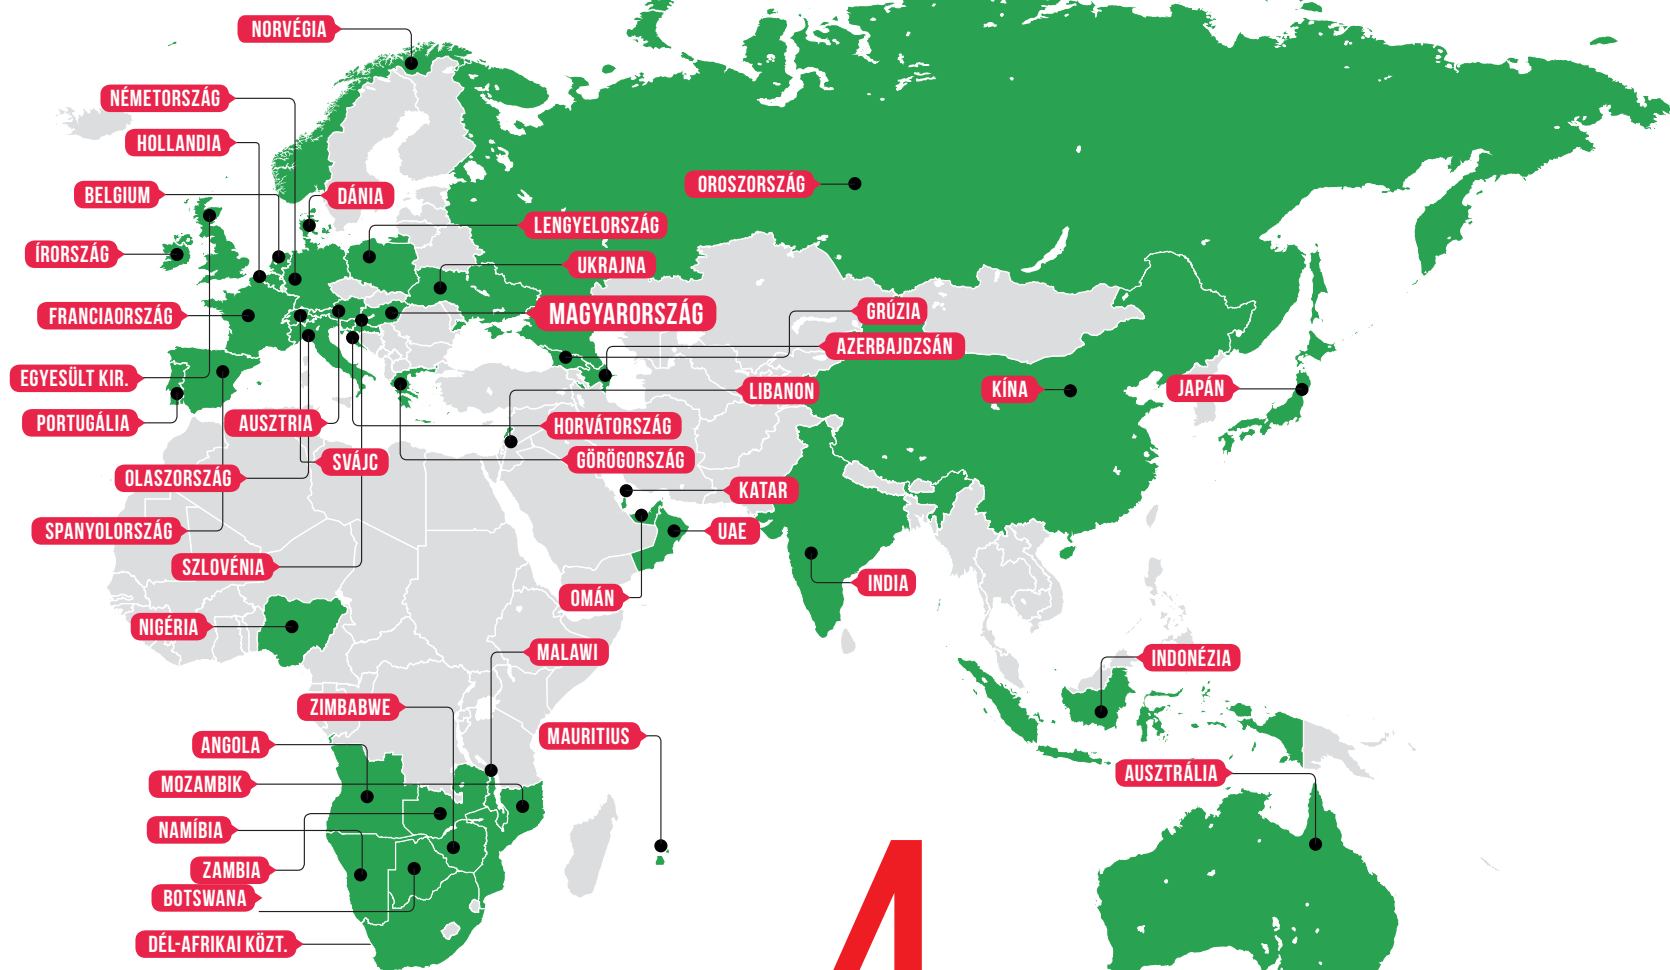 NORVÉGIA
NÉMETORSZÁG
HOLLANDIA
BELGIUM
DÁNIA
OROSZORSZÁG
LENGYELORSZÁG
ÍRORSZÁG
UKRAJNA
FRANCIAORSZÁG
MAGYARORSZÁG
GRÚZIA
AZERBAJDZSÁN
EGYESÜLT KIR.
LIBANON
KÍNA
JAPÁN
PORTUGÁLIA
AUSZTRIA
HORVÁTORSZÁG
SVÁJC
GÖRÖGORSZÁG
OLASZORSZÁG
KATAR
SPANYOLORSZÁG
UAE
SZLOVÉNIA
INDIA
OMÁN
NIGÉRIA
MALAWI
INDONÉZIA
ZIMBABWE
MAURITIUS
ANGOLA
AUSZTRÁLIA
MOZAMBIK
NAMÍBIA
ZAMBIA
BOTSWANA
DÉL-AFRIKAI KÖZT.